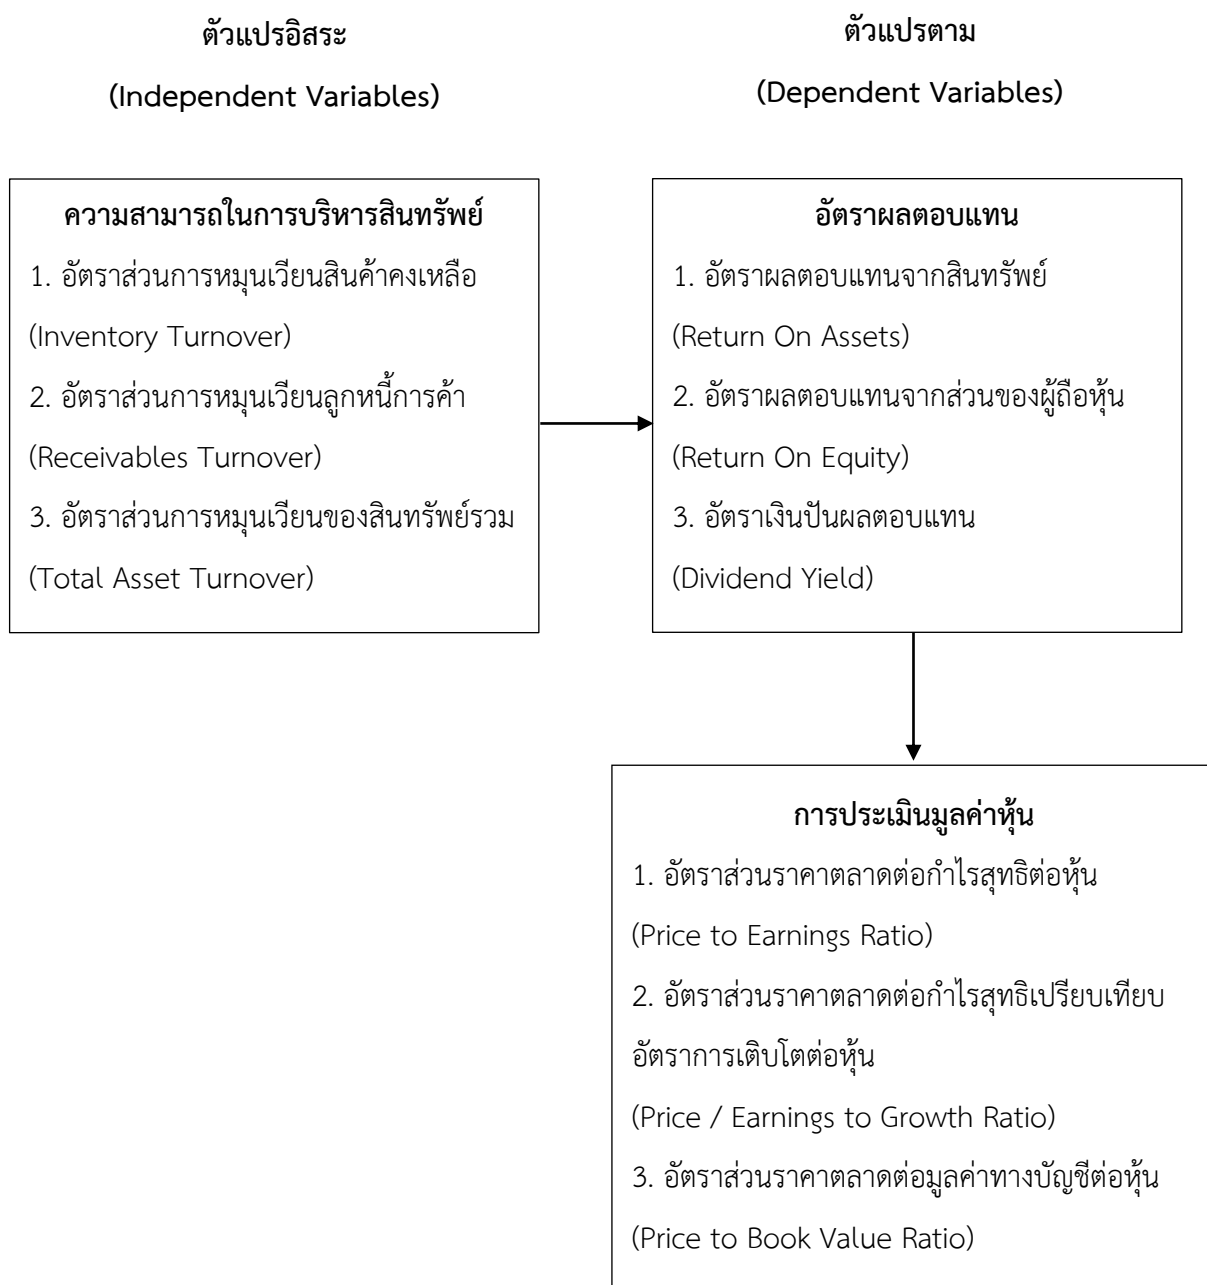 ตัวแปรอิสระ
(Independent Variables)
ตัวแปรตาม
(Dependent Variables)
ความสามารถในการบริหารสินทรัพย์
1. อัตราส่วนการหมุนเวียนสินค้าคงเหลือ
(Inventory Turnover)
2. อัตราส่วนการหมุนเวียนลูกหนี้การค้า
(Receivables Turnover)
3. อัตราส่วนการหมุนเวียนของสินทรัพย์รวม
(Total Asset Turnover)
อัตราผลตอบแทน
1. อัตราผลตอบแทนจากสินทรัพย์
(Return On Assets)
2. อัตราผลตอบแทนจากส่วนของผู้ถือหุ้น
(Return On Equity)
3. อัตราเงินปันผลตอบแทน
(Dividend Yield)
การประเมินมูลค่าหุ้น
1. อัตราส่วนราคาตลาดต่อกำไรสุทธิต่อหุ้น
(Price to Earnings Ratio)
2. อัตราส่วนราคาตลาดต่อกำไรสุทธิเปรียบเทียบ
อัตราการเติบโตต่อหุ้น
(Price / Earnings to Growth Ratio)
3. อัตราส่วนราคาตลาดต่อมูลค่าทางบัญชีต่อหุ้น
(Price to Book Value Ratio)